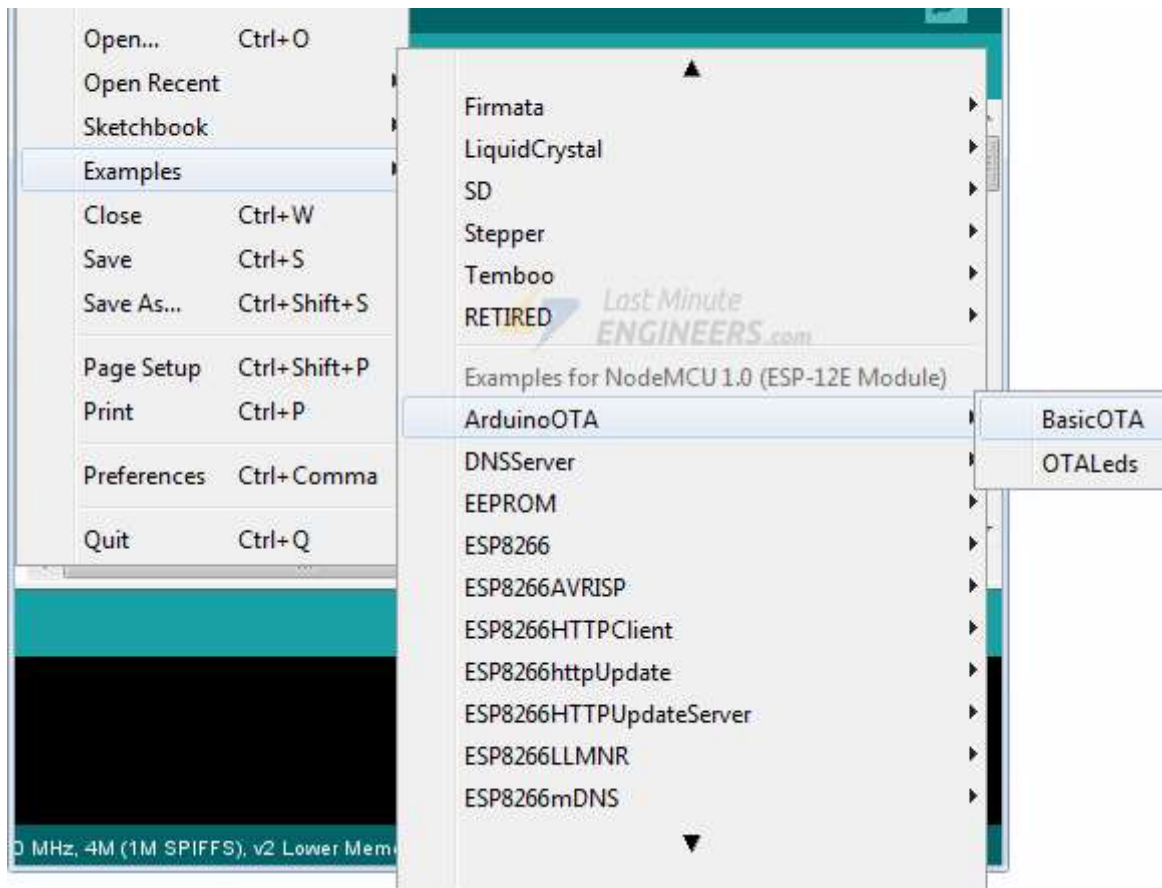 Open... Ctrl+O
Open Recent
Sketchbook
Examples
Close Ctrl+W
Save Ctrl+S
Save As... Ctrl+Shift+S
Page Setup Ctrl+Shift+P
Print Ctrl+P
Preferences Ctrl+Comma
Quit Ctrl+Q
Firmata
LiquidCrystal
SD
Stepper
Temboo
RETIRED
Last Minute
ENGINEERS.com
Examples for NodeMCU 1.0 (ESP-12E Module)
ArduinoOTA
DNSServer
EEPROM
ESP8266
ESP8266AVRISP
ESP8266HTTPClient
ESP8266httpUpdate
ESP8266HTTPUpdateServer
ESP8266LLMNR
ESP8266mDNS
BasicOTA
OTALeds
0 MHz, 4M (1M SPIFFS), v2 Lower Mem